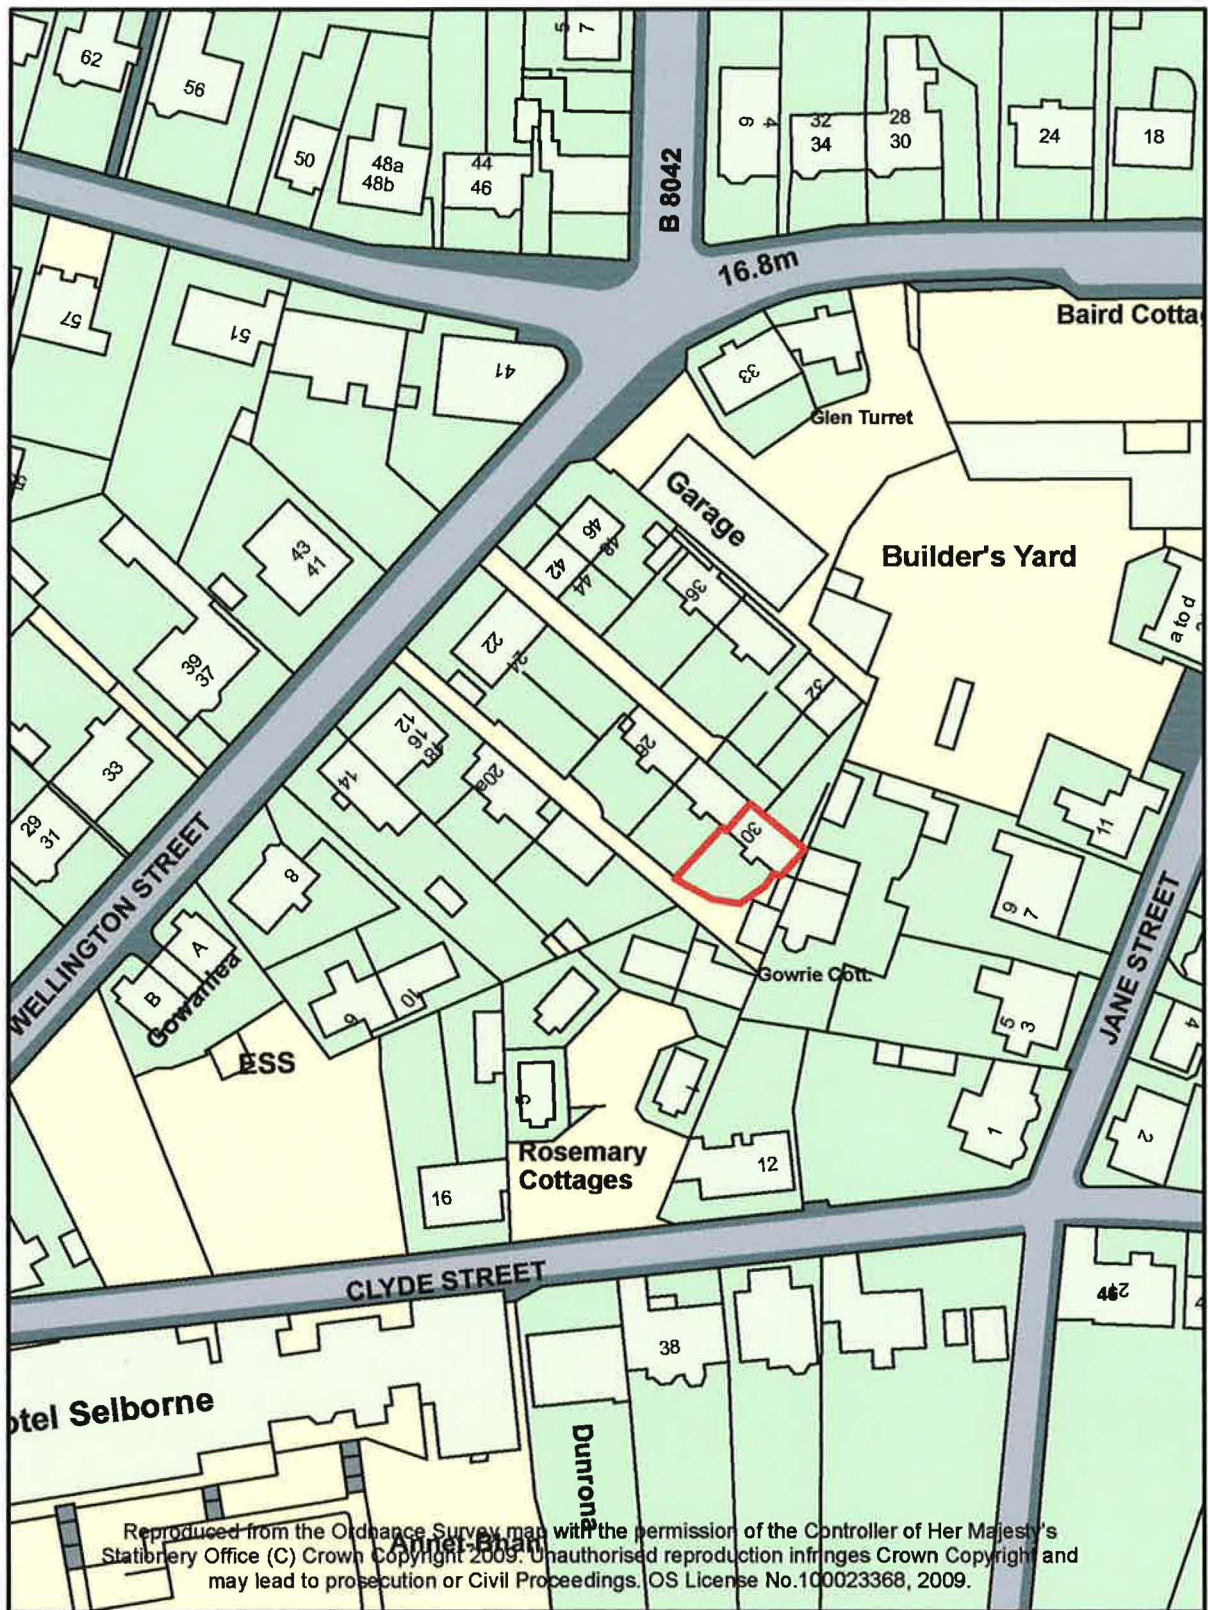 62
56
50
48a
48b
44
46
5
7
B 8042
6
4
32
34
28
30
24
18
16.8m
57
51
41
33
Baird Cotta
Glen Turret
Garage
Builder's Yard
43
41
46
48
42
44
36
22
24
32
a to d
39
37
12
16
18
14
20a
28
30
33
29
31
11
9
7
WELLINGTON STREET
8
A
B
Gowanlea
10
9
Gowrie Cott.
5
3
JANE STREET
4
ESS
5
1
1
2
Rosemary
Cottages
12
16
CLYDE STREET
38
otel Selborne
Dunrona
Annet-Bhan
Reproduced from the Ordnance Survey map with the permission of the Controller of Her Majesty's
Stationery Office (C) Crown Copyright 2009. Unauthorised reproduction infringes Crown Copyright and
may lead to prosecution or Civil Proceedings. OS License No.100023368, 2009.